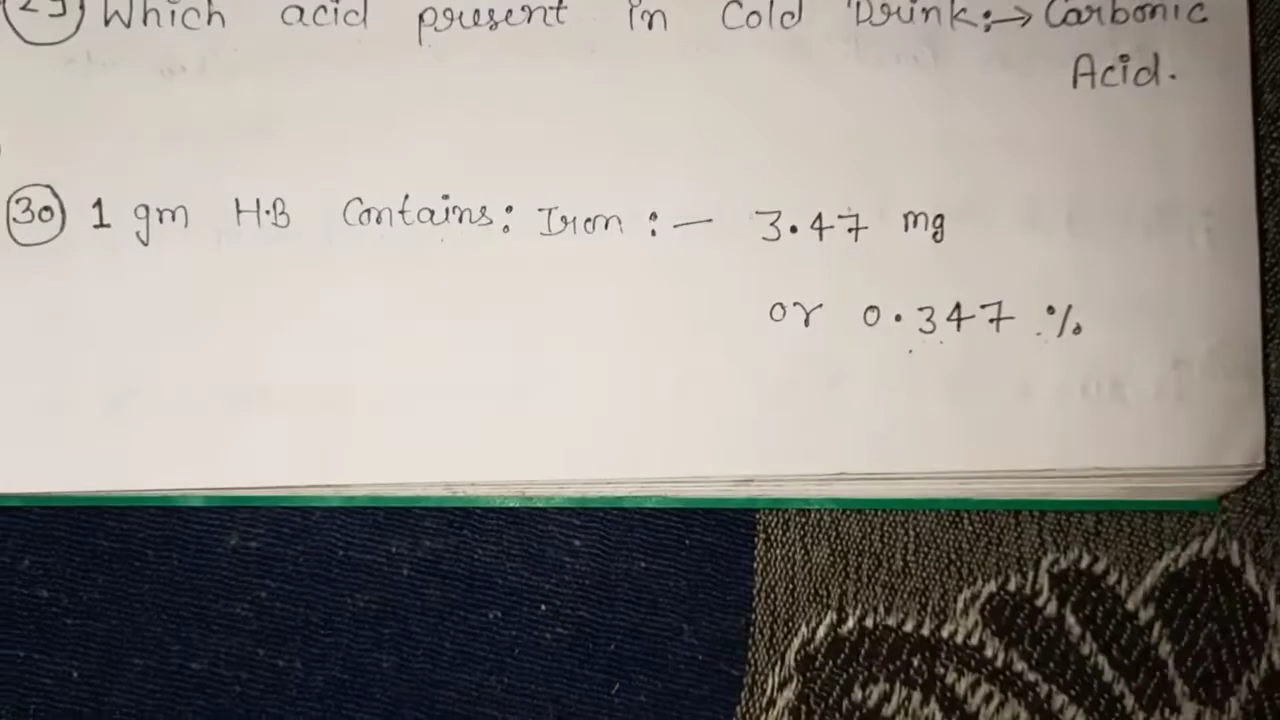 29 Which acid present in Cold Drink:→ Carbonic
Acid.
30 1 gm H.B Contains: Iron :- 3.47 mg
or 0.347 %